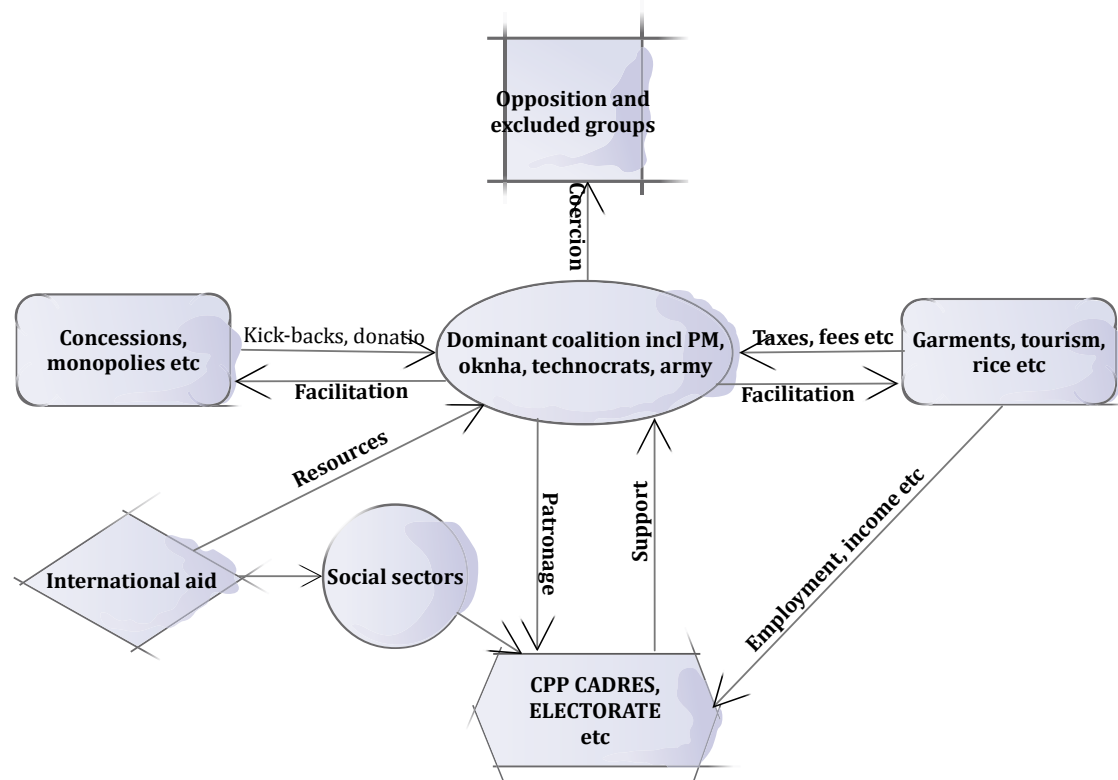 Opposition and
excluded groups
Coercion
Concessions,
monopolies etc
Kick-backs, donatio
Facilitation
Dominant coalition incl PM,
oknha, technocrats, army
Taxes, fees etc
Facilitation
Garments, tourism,
rice etc
Resources
Patronage
Support
Employment, income etc
International aid
Social sectors
CPP CADRES,
ELECTORATE
etc